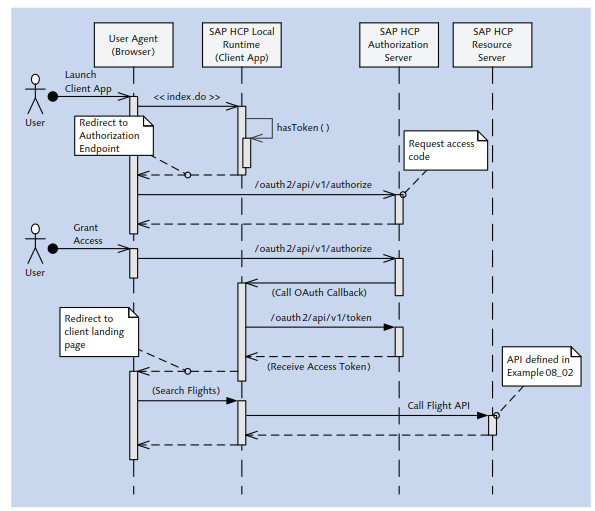 User Agent
(Browser)
SAP HCP Local
Runtime
(Client App)
SAP HCP
Authorization
Server
SAP HCP
Resource
Server
Launch
Client App
User
<< index.do >>
Redirect to
Authorization
Endpoint
hasToken ( )
Request access
code
/oauth2/api/v1/authorize
Grant
Access
User
/oauth2/api/v1/authorize
(Call OAuth Callback)
Redirect to
client landing
page
/oauth2/api/v1/token
(Receive Access Token)
API defined in
Example 08_02
(Search Flights)
Call Flight API